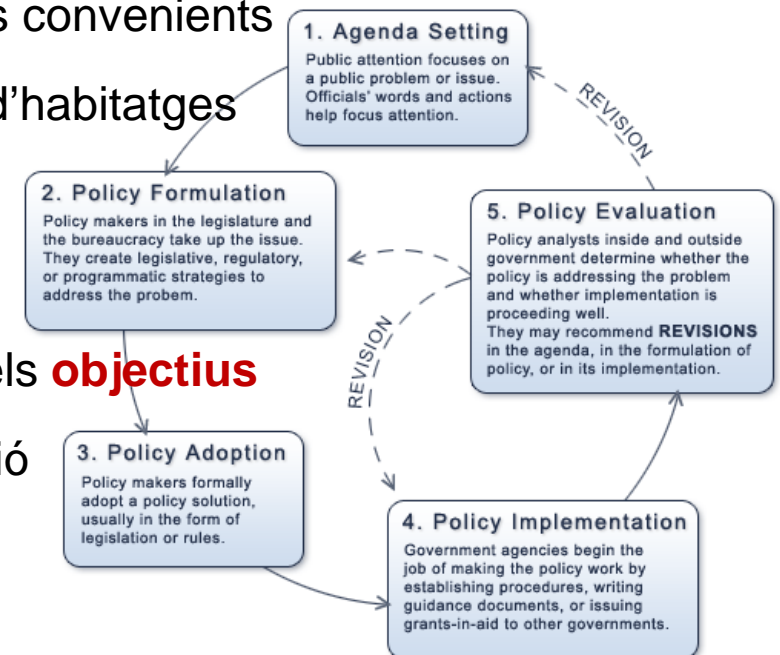 s convenients
d’habitatges
els objectius
ió
1. Agenda Setting
Public attention focuses on
a public problem or issue.
Officials' words and actions
help focus attention.
REVISION
2. Policy Formulation
Policy makers in the legislature and
the bureaucracy take up the issue.
They create legislative, regulatory,
or programmatic strategies to
address the probem.
5. Policy Evaluation
Policy analysts inside and outside
government determine whether the
policy is addressing the problem
and whether implementation is
proceeding well.
They may recommend REVISIONS
in the agenda, in the formulation of
policy, or in its implementation.
REVISION
3. Policy Adoption
Policy makers formally
adopt a policy solution,
usually in the form of
legislation or rules.
4. Policy Implementation
Government agencies begin the
job of making the policy work by
establishing procedures, writing
guidance documents, or issuing
grants-in-aid to other governments.